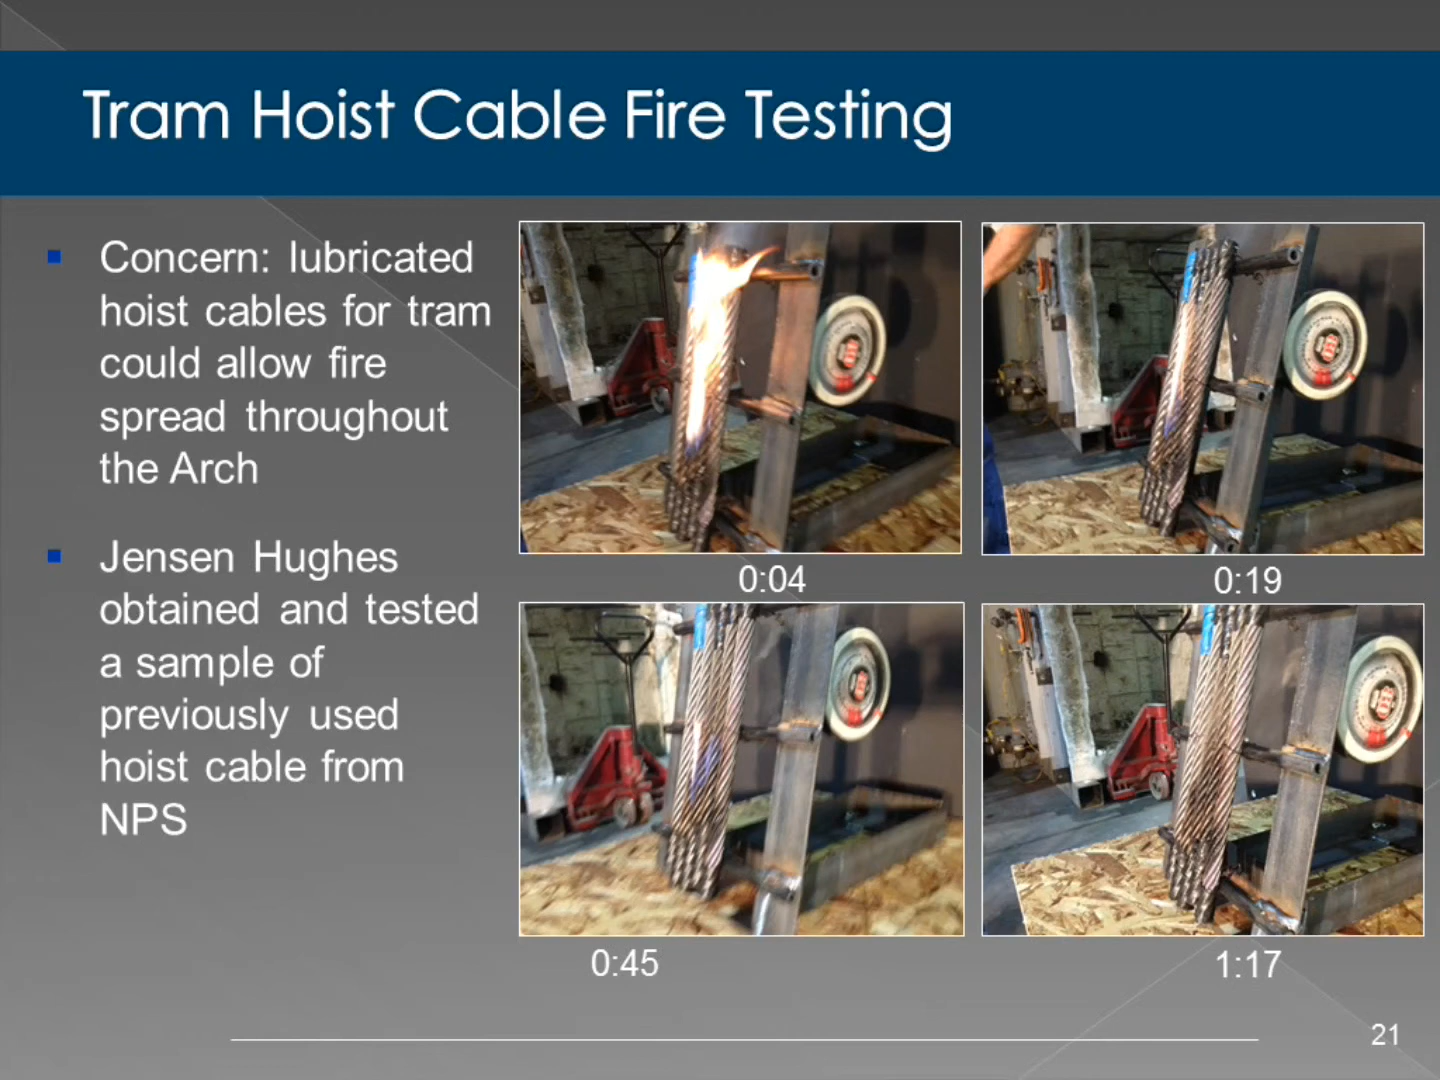 Tram Hoist Cable Fire Testing
Concern: lubricated
hoist cables for tram
could allow fire
spread throughout
the Arch
Jensen Hughes
obtained and tested
a sample of
previously used
hoist cable from
NPS
0:04
0:19
0:45
1:17
21